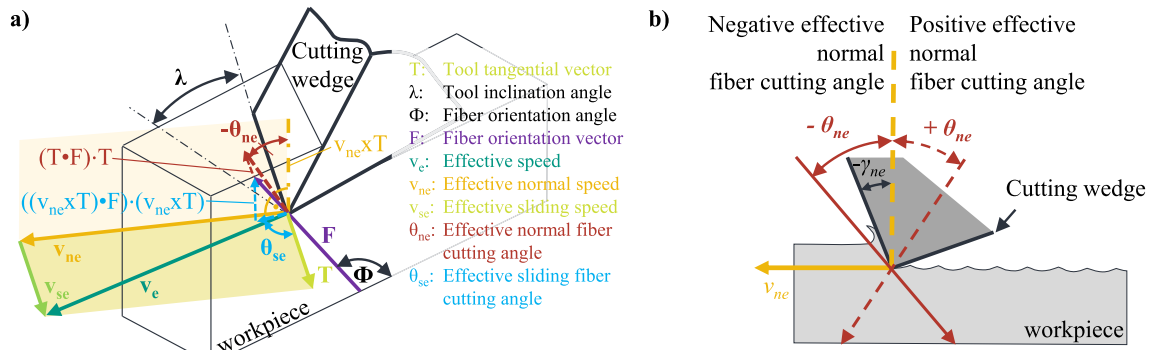 a)
Cutting
wedge
λ
-θne
vnexT
(T•F)·T
((vnexT)•F)·(vnexT)
vne
vse
ve
θse
F
T
Φ
workpiece
T: Tool tangential vector
λ: Tool inclination angle
Φ: Fiber orientation angle
F: Fiber orientation vector
ve: Effective speed
vne: Effective normal speed
vse: Effective sliding speed
θne: Effective normal fiber
cutting angle
θse: Effective sliding fiber
cutting angle
b)
Negative effective
normal
fiber cutting angle
Positive effective
normal
fiber cutting angle
- θne
+ θne
-γne
Cutting wedge
vne
workpiece